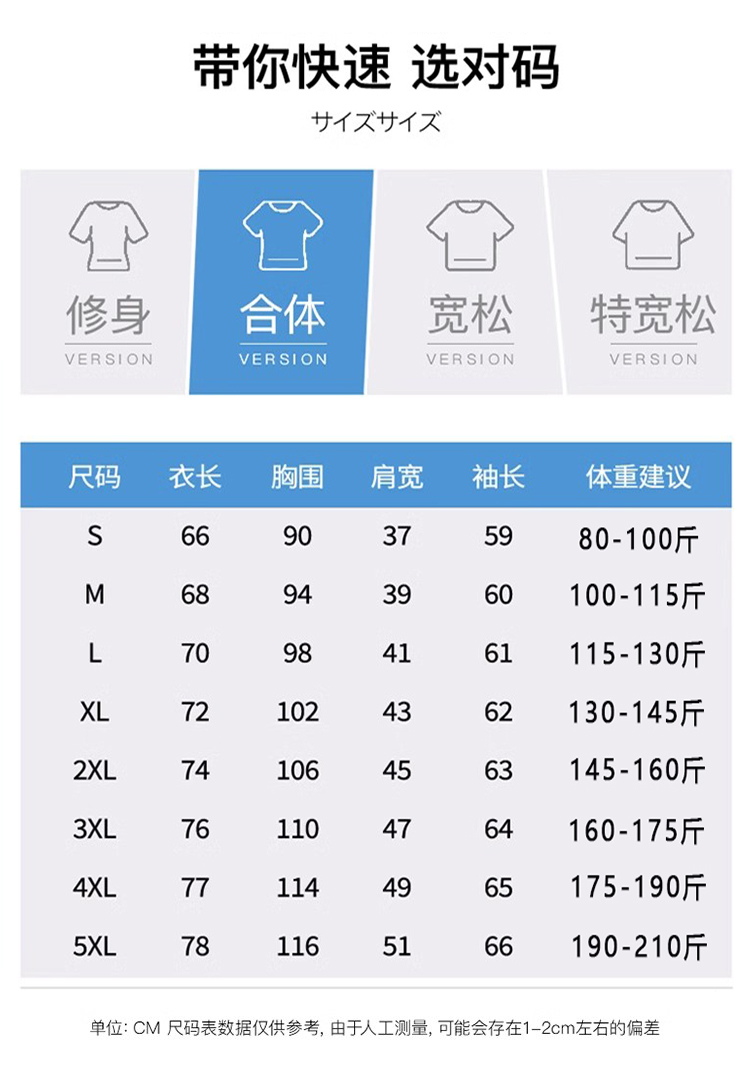 带你快速 选对码
サイズサイズ
修身 合体 宽松 特宽松
VERSION VERSION VERSION VERSION
尺码 衣长 胸围 肩宽 袖长 体重建议
S 66 90 37 59 80-100斤
M 68 94 39 60 100-115斤
L 70 98 41 61 115-130斤
XL 72 102 43 62 130-145斤
2XL 74 106 45 63 145-160斤
3XL 76 110 47 64 160-175斤
4XL 77 114 49 65 175-190斤
5XL 78 116 51 66 190-210斤
单位: CM 尺码表数据仅供参考, 由于人工测量, 可能会存在1-2cm左右的偏差